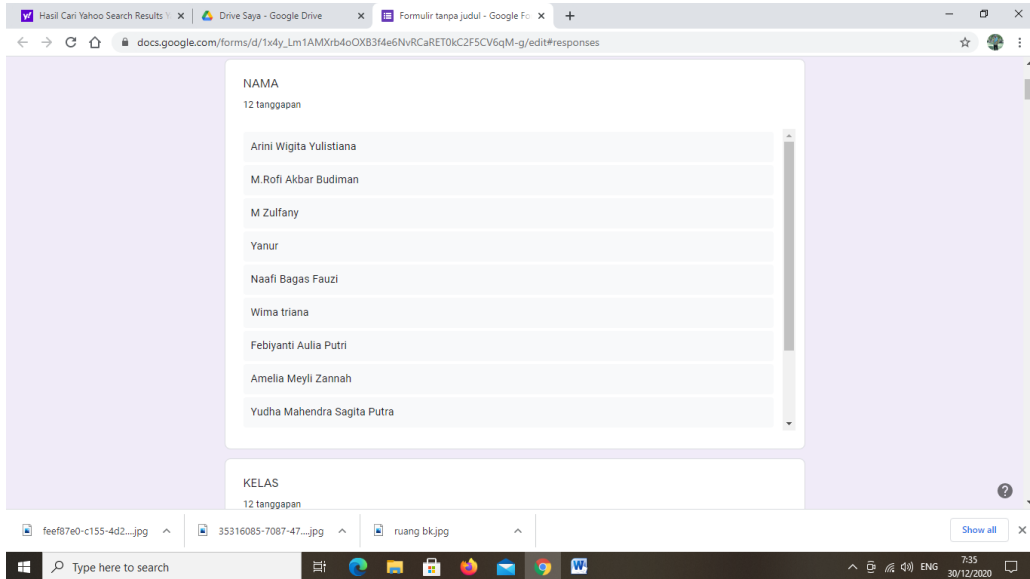 Hasil Cari Yahoo Search Results
Drive Saya - Google Drive
Formulir tanpa judul - Google Fo
docs.google.com/forms/d/1x4y_Lm1AMXrb4oOXB3f4e6NvRCaRET0kC2F5CV6qM-g/edit#responses
NAMA
12 tanggapan
Arini Wigita Yulistiana
M.Rofi Akbar Budiman
M Zulfany
Yanur
Naafi Bagas Fauzi
Wima triana
Febiyanti Aulia Putri
Amelia Meyli Zannah
Yudha Mahendra Sagita Putra
KELAS
12 tanggapan
feef87e0-c155-4d2....jpg
35316085-7087-47....jpg
ruang bk.jpg
Show all
Type here to search
ENG
7:35
30/12/2020